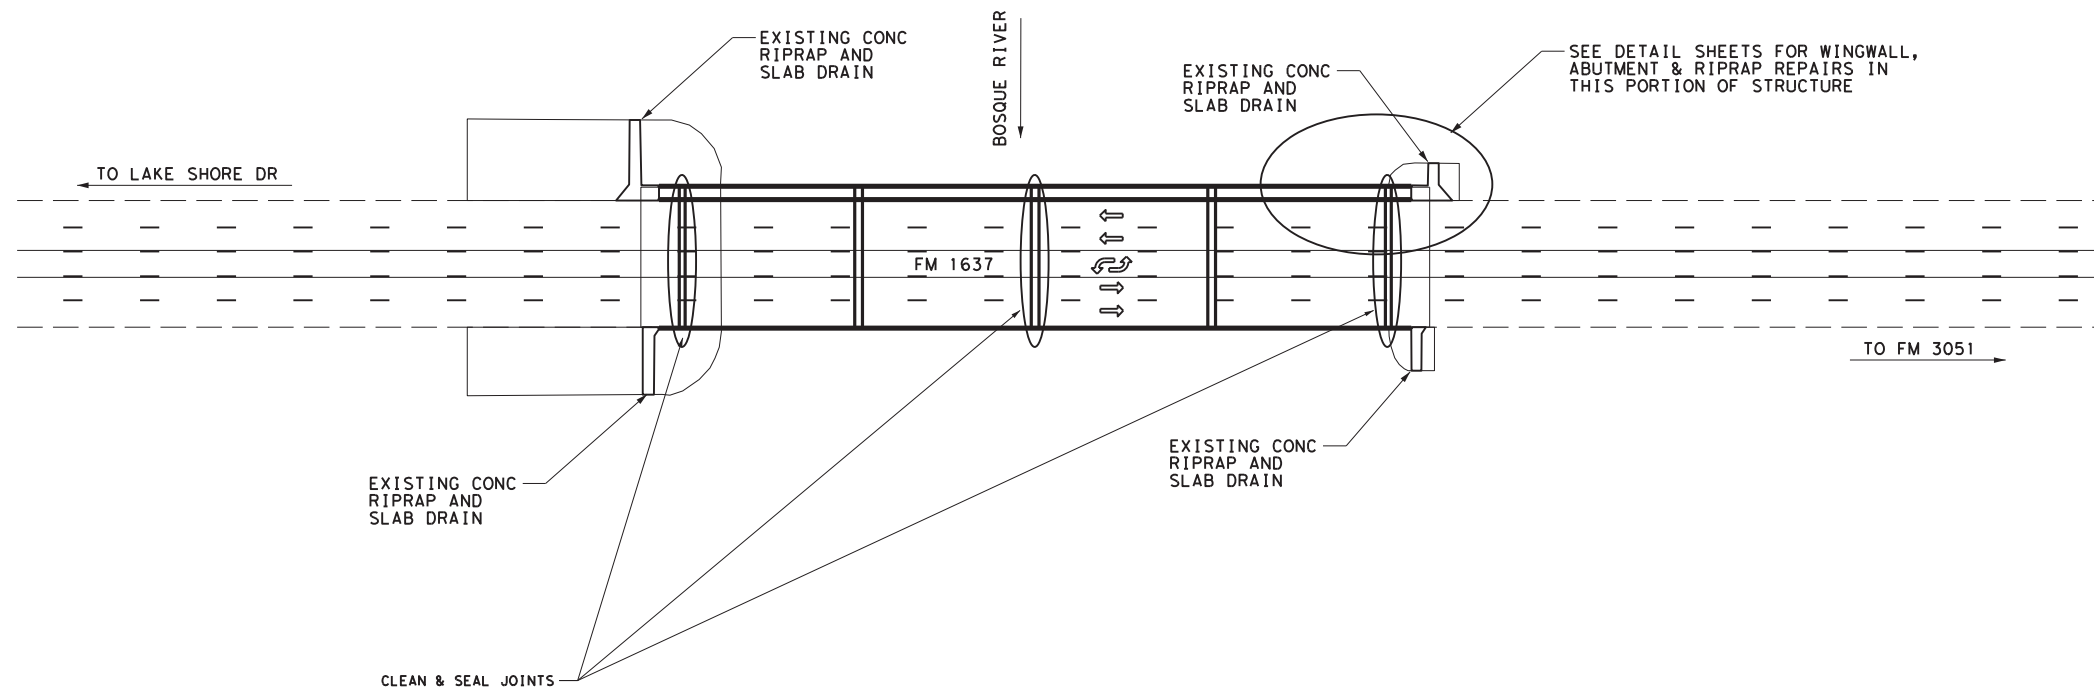 EXISTING CONC
RIPRAP AND
SLAB DRAIN
BOSQUE RIVER
EXISTING CONC
RIPRAP AND
SLAB DRAIN
SEE DETAIL SHEETS FOR WINGWALL,
ABUTMENT & RIPRAP REPAIRS IN
THIS PORTION OF STRUCTURE
TO LAKE SHORE DR
FM 1637
TO FM 3051
EXISTING CONC
RIPRAP AND
SLAB DRAIN
EXISTING CONC
RIPRAP AND
SLAB DRAIN
CLEAN & SEAL JOINTS